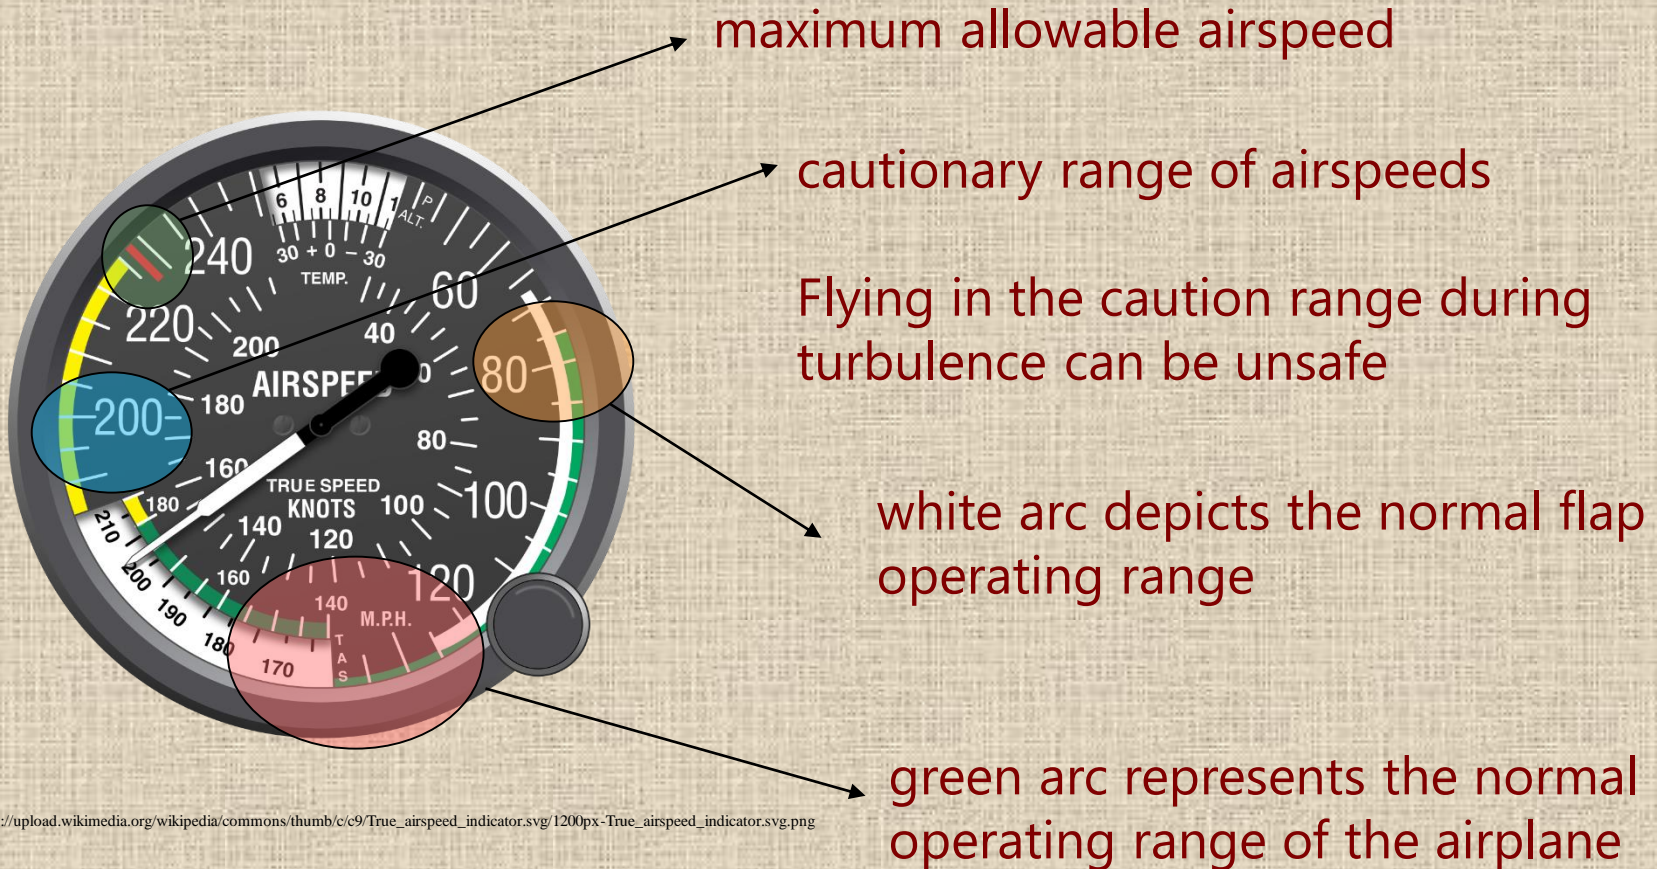 maximum allowable airspeed
cautionary range of airspeeds
Flying in the caution range during
turbulence can be unsafe
white arc depicts the normal flap
operating range
green arc represents the normal
operating range of the airplane
6 8 10 1
P
ALT.
30 + 0 - 30
TEMP.
240
60
220
200
40
AIRSPEE
0
80
200
180
80
160
TRUE SPEED
KNOTS
100
100
180
140
120
120
210
200
160
140
M.P.H.
190
180
170
T
A
S
://upload.wikimedia.org/wikipedia/commons/thumb/c/c9/True_airspeed_indicator.svg/1200px-True_airspeed_indicator.svg.png